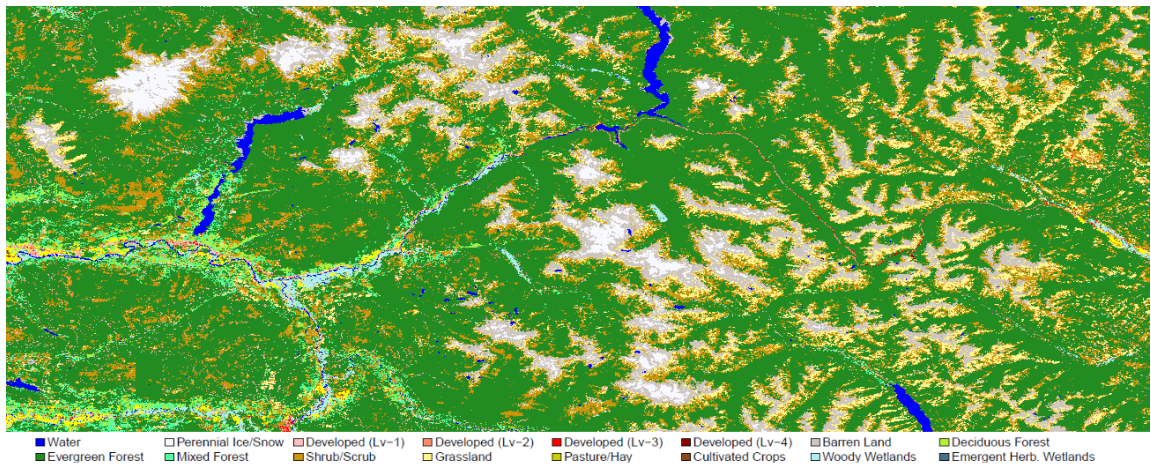 Water Perennial Ice/Snow Developed (Lv−1) Developed (Lv−2) Developed (Lv−3) Developed (Lv−4) Barren Land Deciduous Forest
Evergreen Forest Mixed Forest Shrub/Scrub Grassland Pasture/Hay Cultivated Crops Woody Wetlands Emergent Herb. Wetlands